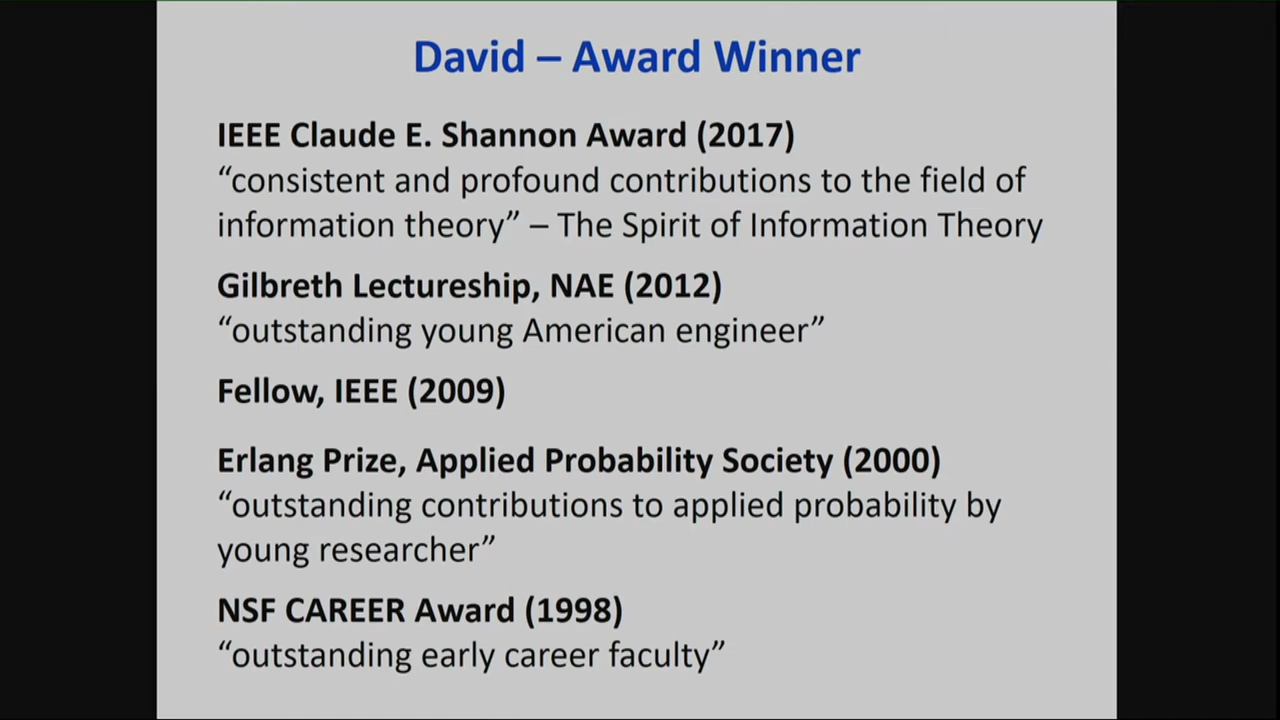 David – Award Winner
IEEE Claude E. Shannon Award (2017)
“consistent and profound contributions to the field of
information theory” – The Spirit of Information Theory
Gilbreth Lectureship, NAE (2012)
“outstanding young American engineer”
Fellow, IEEE (2009)
Erlang Prize, Applied Probability Society (2000)
“outstanding contributions to applied probability by
young researcher”
NSF CAREER Award (1998)
“outstanding early career faculty”